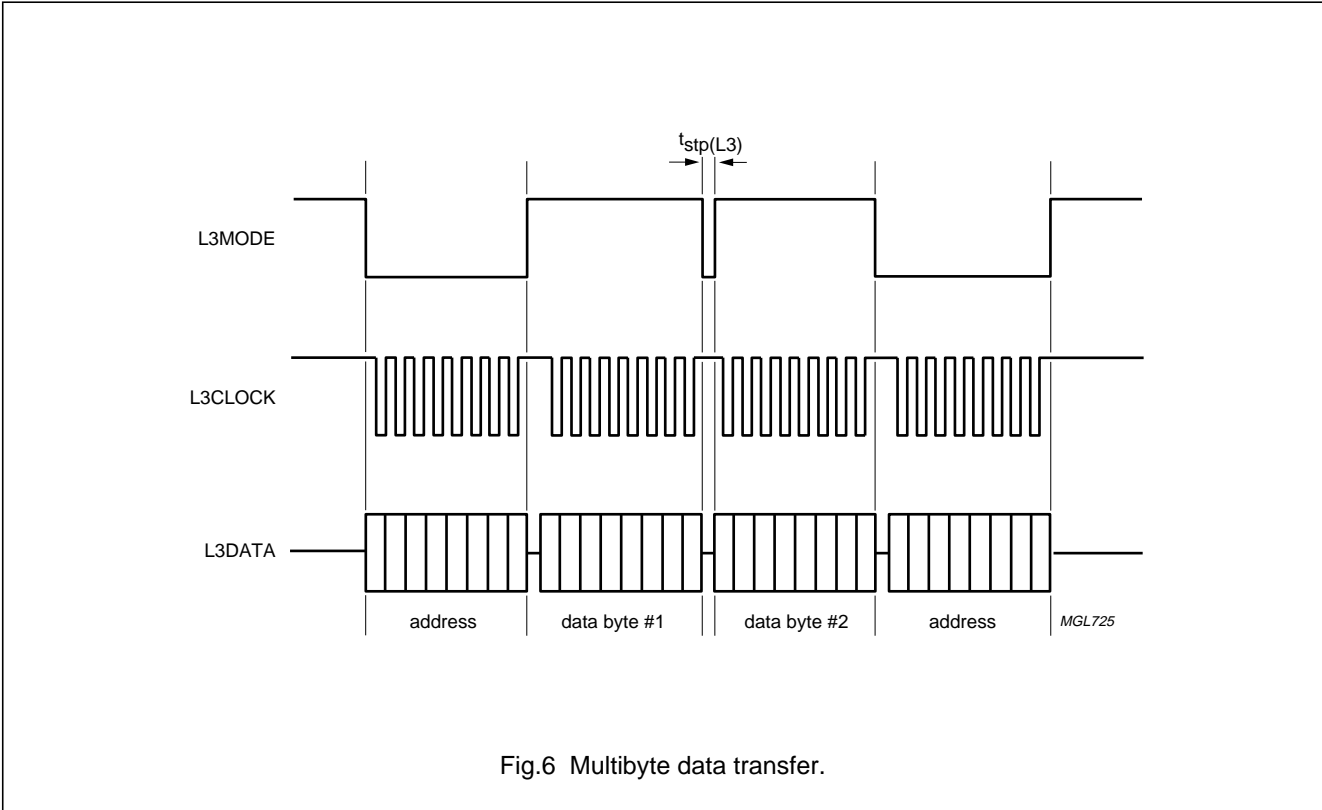 tstp(L3)
L3MODE
L3CLOCK
L3DATA
address
data byte #1
data byte #2
address
MGL725
Fig.6 Multibyte data transfer.